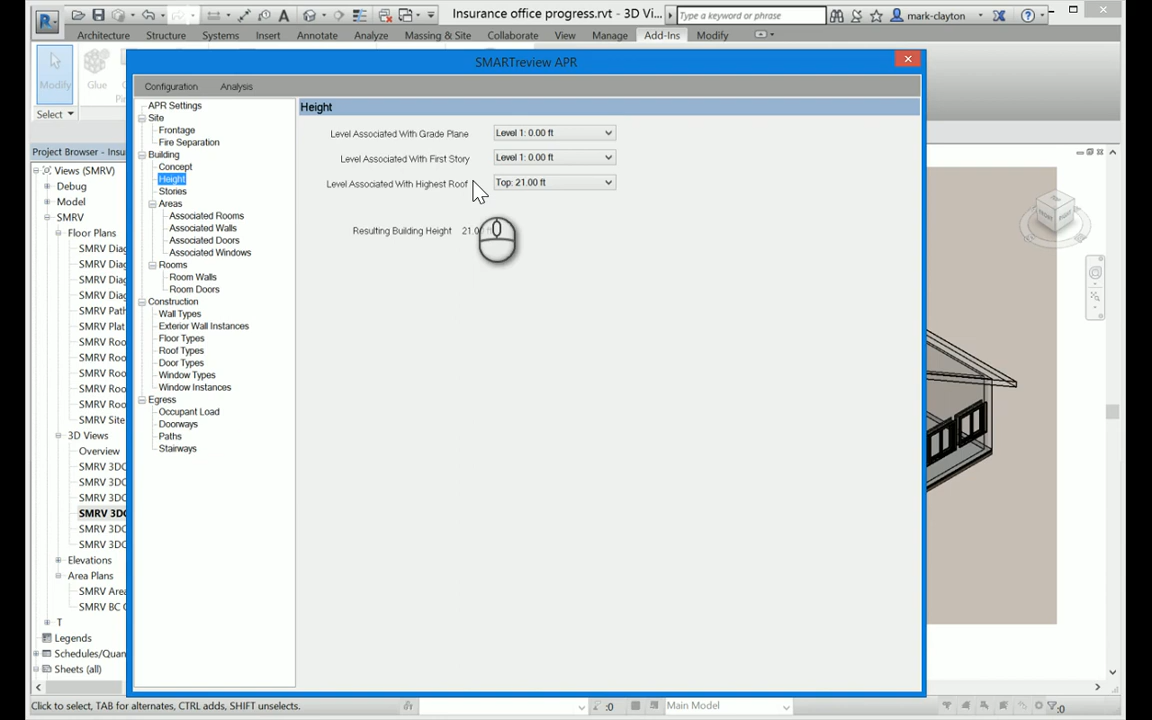 Insurance office progress.rvt - 3D Vi...
Type a keyword or phrase
mark-clayton
Architecture Structure Systems Insert Annotate Analyze Massing & Site Collaborate View Manage Add-Ins Modify
Modify
Glue
Select
SMARTreview APR
Configuration Analysis
APR Settings
Site
Frontage
Fire Separation
Building
Concept
Height
Stories
Areas
Associated Rooms
Associated Walls
Associated Doors
Associated Windows
Rooms
Room Walls
Room Doors
Construction
Wall Types
Exterior Wall Instances
Floor Types
Roof Types
Door Types
Window Types
Window Instances
Egress
Occupant Load
Doorways
Paths
Stairways
Height
Level Associated With Grade Plane Level 1: 0.00 ft
Level Associated With First Story Level 1: 0.00 ft
Level Associated With Highest Roof Top: 21.00 ft
Resulting Building Height 21.0
FRONT RIGHT
Project Browser - Ins
Views (SMRV)
Debug
Model
SMRV
Floor Plans
SMRV Diag
SMRV Diag
SMRV Diag
SMRV Diag
SMRV Path
SMRV Plat
SMRV Roo
SMRV Roo
SMRV Roo
SMRV Roo
SMRV Roo
SMRV Site
3D Views
Overview
SMRV 3DC
SMRV 3DC
SMRV 3DC
SMRV 3DC
SMRV 3DC
SMRV 3DC
Elevations
Area Plans
SMRV Area
SMRV BC
T
Legends
Schedules/Quan
Sheets (all)
Click to select, TAB for alternates, CTRL adds, SHIFT unselects.
:0
Main Model
:0